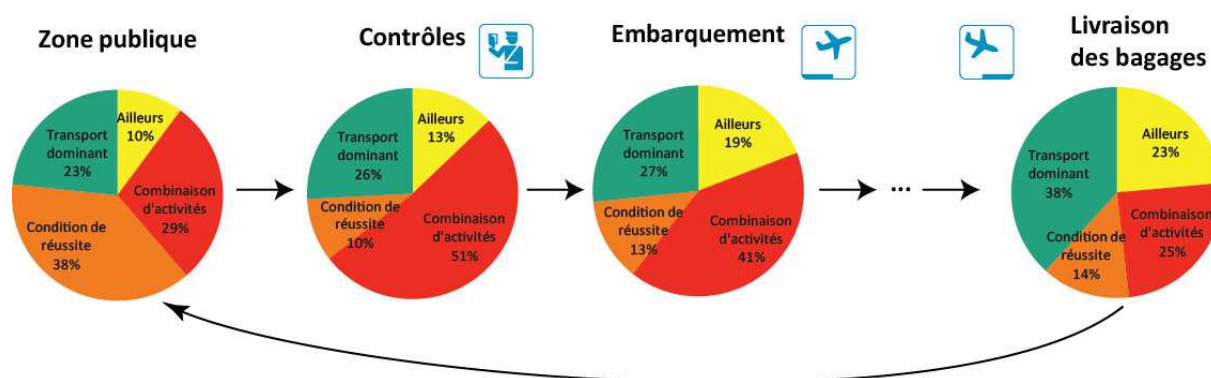 Zone publique
Contrôles
Embarquement
Livraison
des bagages
Ailleurs
10%
Transport
dominant
23%
Combinaison
d'activités
29%
Condition de
réussite
38%
Ailleurs
13%
Transport
dominant
26%
Condition de
réussite
10%
Combinaison
d'activités
51%
Ailleurs
19%
Transport
dominant
27%
Condition de
réussite
13%
Combinaison
d'activités
41%
...
Ailleurs
23%
Transport
dominant
38%
Combinaison
d'activités
25%
Condition de
réussite
14%